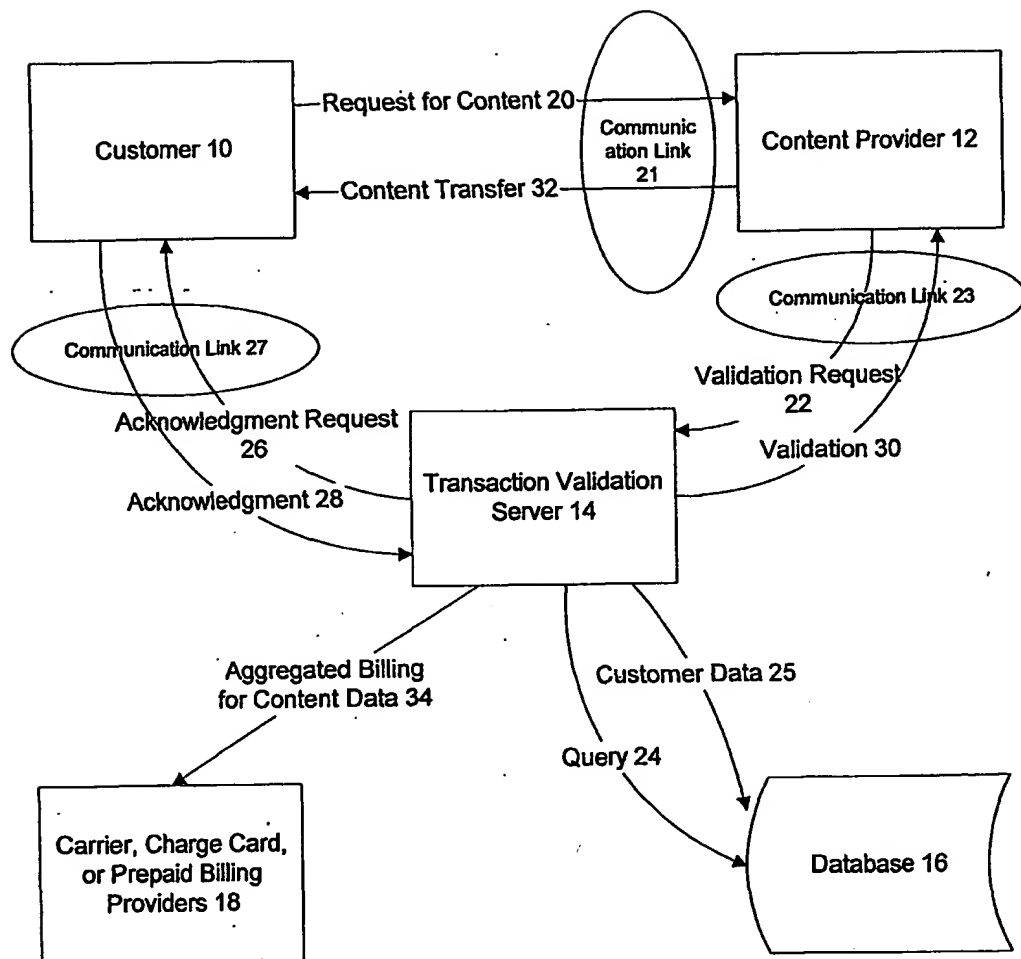 Request for Content 20
Customer 10
Communic
ation Link
21
Content Provider 12
Content Transfer 32
Communication Link 23
Communication Link 27
Validation Request
22
Acknowledgment Request
26
Validation 30
Acknowledgment 28
Transaction Validation
Server 14
Aggregated Billing
for Content Data 34
Customer Data 25
Query 24
Carrier, Charge Card,
or Prepaid Billing
Providers 18
Database 16